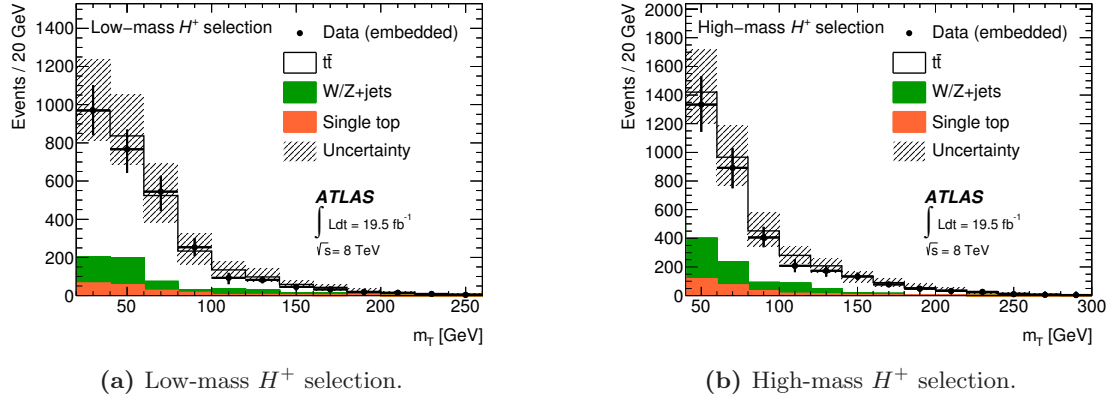 Events / 20 GeV
1400
1200
1000
800
600
400
200
0
Low−mass H⁺ selection
Data (embedded)
tt̄
W/Z+jets
Single top
Uncertainty
ATLAS
∫ Ldt = 19.5 fb⁻¹
√s = 8 TeV
50 100 150 200 250
m_T [GeV]
(a) Low-mass H⁺ selection.
Events / 20 GeV
2000
1800
1600
1400
1200
1000
800
600
400
200
0
High−mass H⁺ selection
Data (embedded)
tt̄
W/Z+jets
Single top
Uncertainty
ATLAS
∫ Ldt = 19.5 fb⁻¹
√s = 8 TeV
50 100 150 200 250 300
m_T [GeV]
(b) High-mass H⁺ selection.